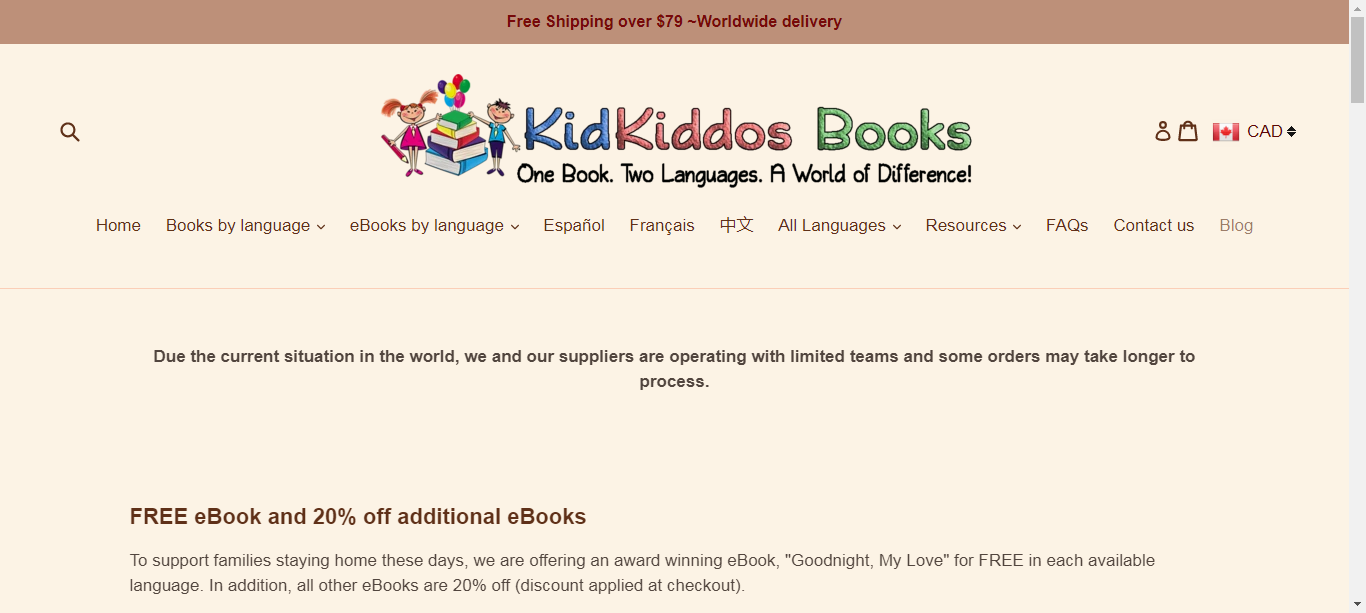 Free Shipping over $79 ~Worldwide delivery
KidKiddos Books
One Book. Two Languages. A World of Difference!
CAD
Home Books by language eBooks by language Español Français 中文 All Languages Resources FAQs Contact us Blog
Due the current situation in the world, we and our suppliers are operating with limited teams and some orders may take longer to
process.
FREE eBook and 20% off additional eBooks
To support families staying home these days, we are offering an award winning eBook, "Goodnight, My Love" for FREE in each available
language. In addition, all other eBooks are 20% off (discount applied at checkout).